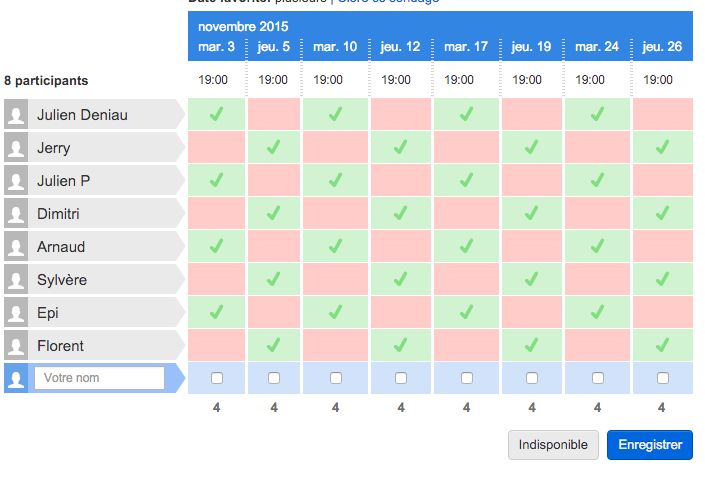 Date favorite: plusieurs | Clore ce sondage
novembre 2015
mar. 3 jeu. 5 mar. 10 jeu. 12 mar. 17 jeu. 19 mar. 24 jeu. 26
8 participants 19:00 19:00 19:00 19:00 19:00 19:00 19:00 19:00
Julien Deniau
Jerry
Julien P
Dimitri
Arnaud
Sylvère
Epi
Florent
Votre nom
4 4 4 4 4 4 4 4
Indisponible Enregistrer